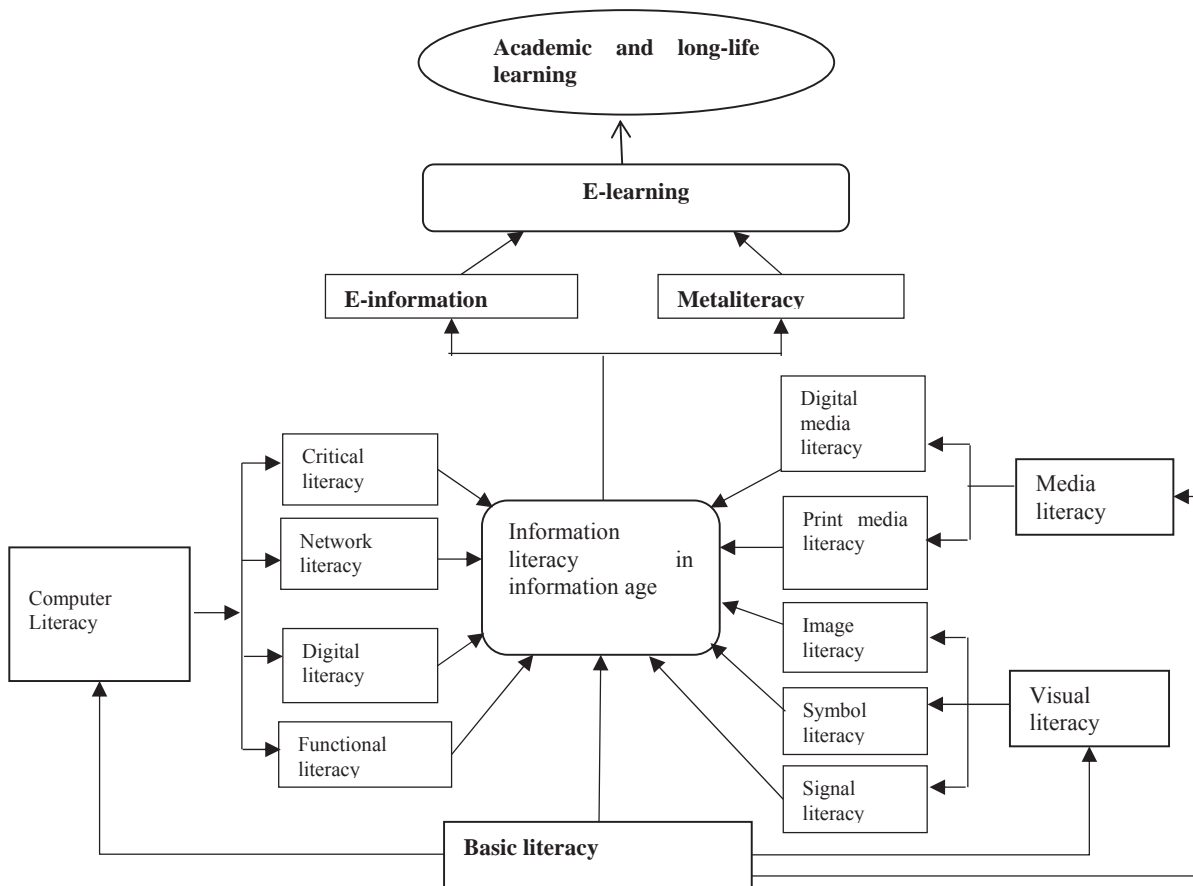 Academic and long-life
learning
E-learning
E-information
Metaliteracy
Critical
literacy
Network
literacy
Computer
Literacy
Digital
literacy
Functional
literacy
Information
literacy in
information age
Digital
media
literacy
Print media
literacy
Image
literacy
Symbol
literacy
Signal
literacy
Media
literacy
Visual
literacy
Basic literacy